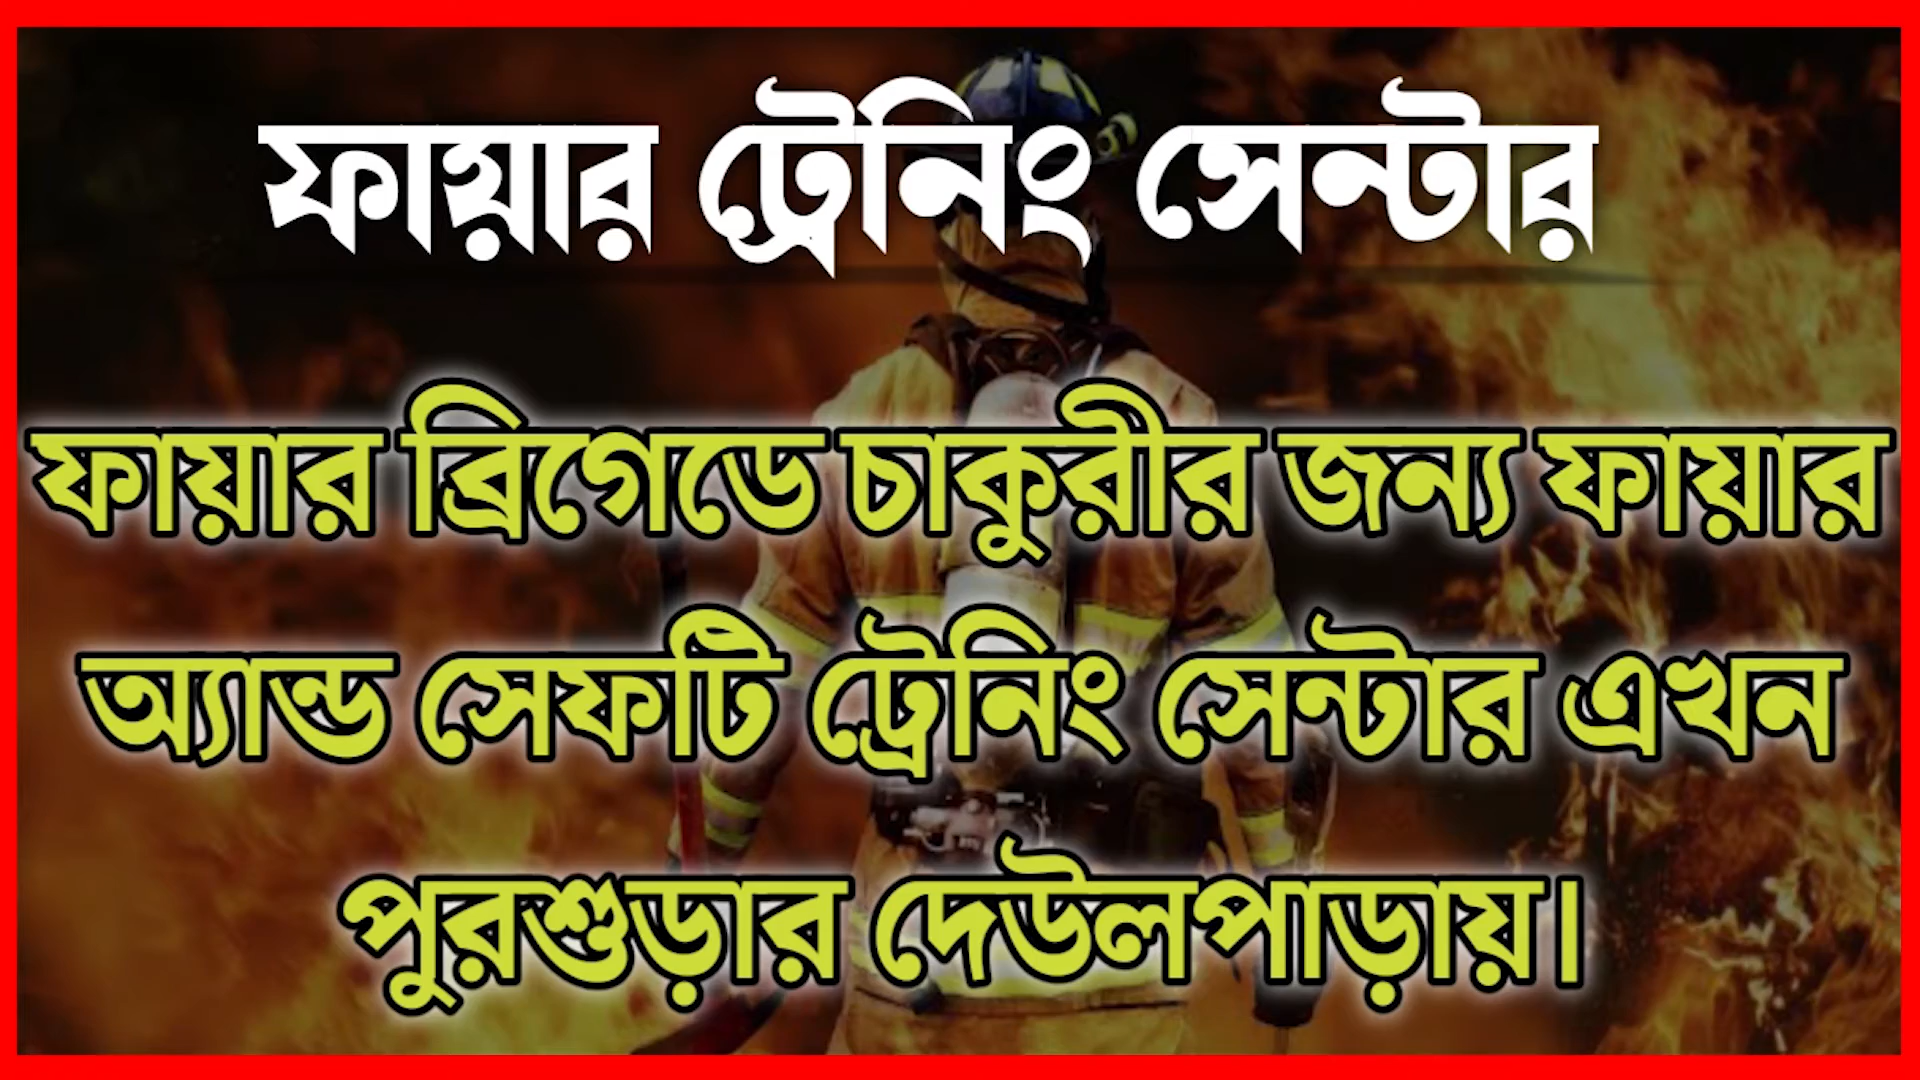 ফায়ার ট্রেনিং সেন্টার
ফায়ার ব্রিগেডে চাকুরীর জন্য ফায়ার
অ্যান্ড সেফটি ট্রেনিং সেন্টার এখন
পুরশুড়ার দেউলপাড়ায়।